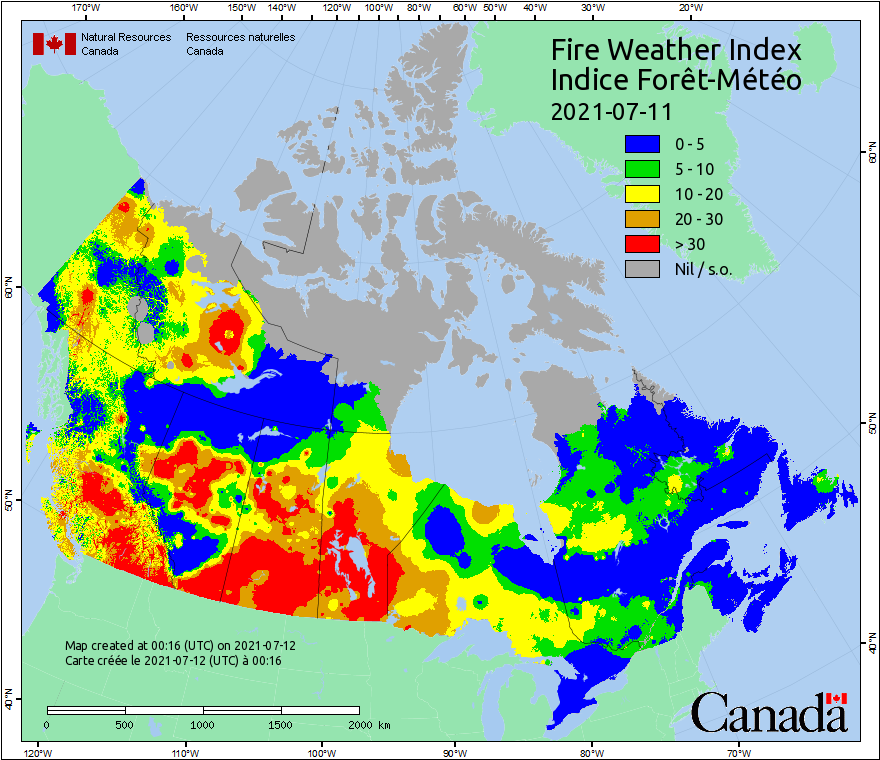 170°W 160°W 150°W 140°W 130°W 120°W 110°W 100°W 90°W 80°W 60°W 50°W 40°W 30°W 20°W
Natural Resources Ressources naturelles
Canada Canada
Fire Weather Index
Indice Forêt-Météo
2021-07-11
0 - 5
5 - 10
10 - 20
20 - 30
> 30
Nil / s.o.
60°N
60°N
50°N
50°N
40°N
40°N
Map created at 00:16 (UTC) on 2021-07-12
Carte créée le 2021-07-12 (UTC) à 00:16
0 500 1000 1500 2000 km
Canada
120°W 110°W 100°W 90°W 80°W 70°W